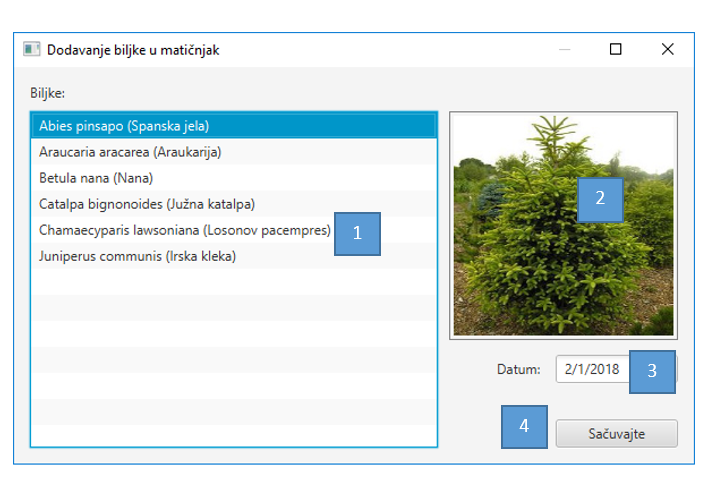 Dodavanje biljke u matičnjak
Biljke:
Abies pinsapo (Spanska jela)
Araucaria aracarea (Araukarija)
Betula nana (Nana)
Catalpa bignonoides (Južna katalpa)
Chamaecyparis lawsoniana (Losonov pacempres)
1
Juniperus communis (Irska kleka)
2
Datum:
2/1/2018
3
4
Sačuvajte